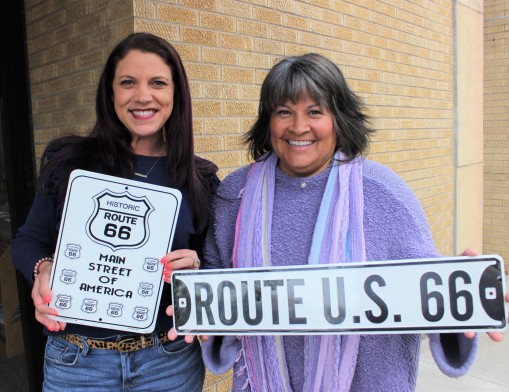 HISTORIC
ROUTE
66
MAIN
STREET
OF
AMERICA
ROUTE U.S. 66